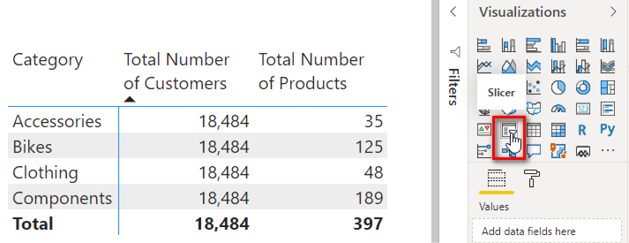 Category
Total Number of Customers
Total Number of Products
Accessories 18,484 35
Bikes 18,484 125
Clothing 18,484 48
Components 18,484 189
Total 18,484 397
Filters
Visualizations
Slicer
R Py
Values
Add data fields here